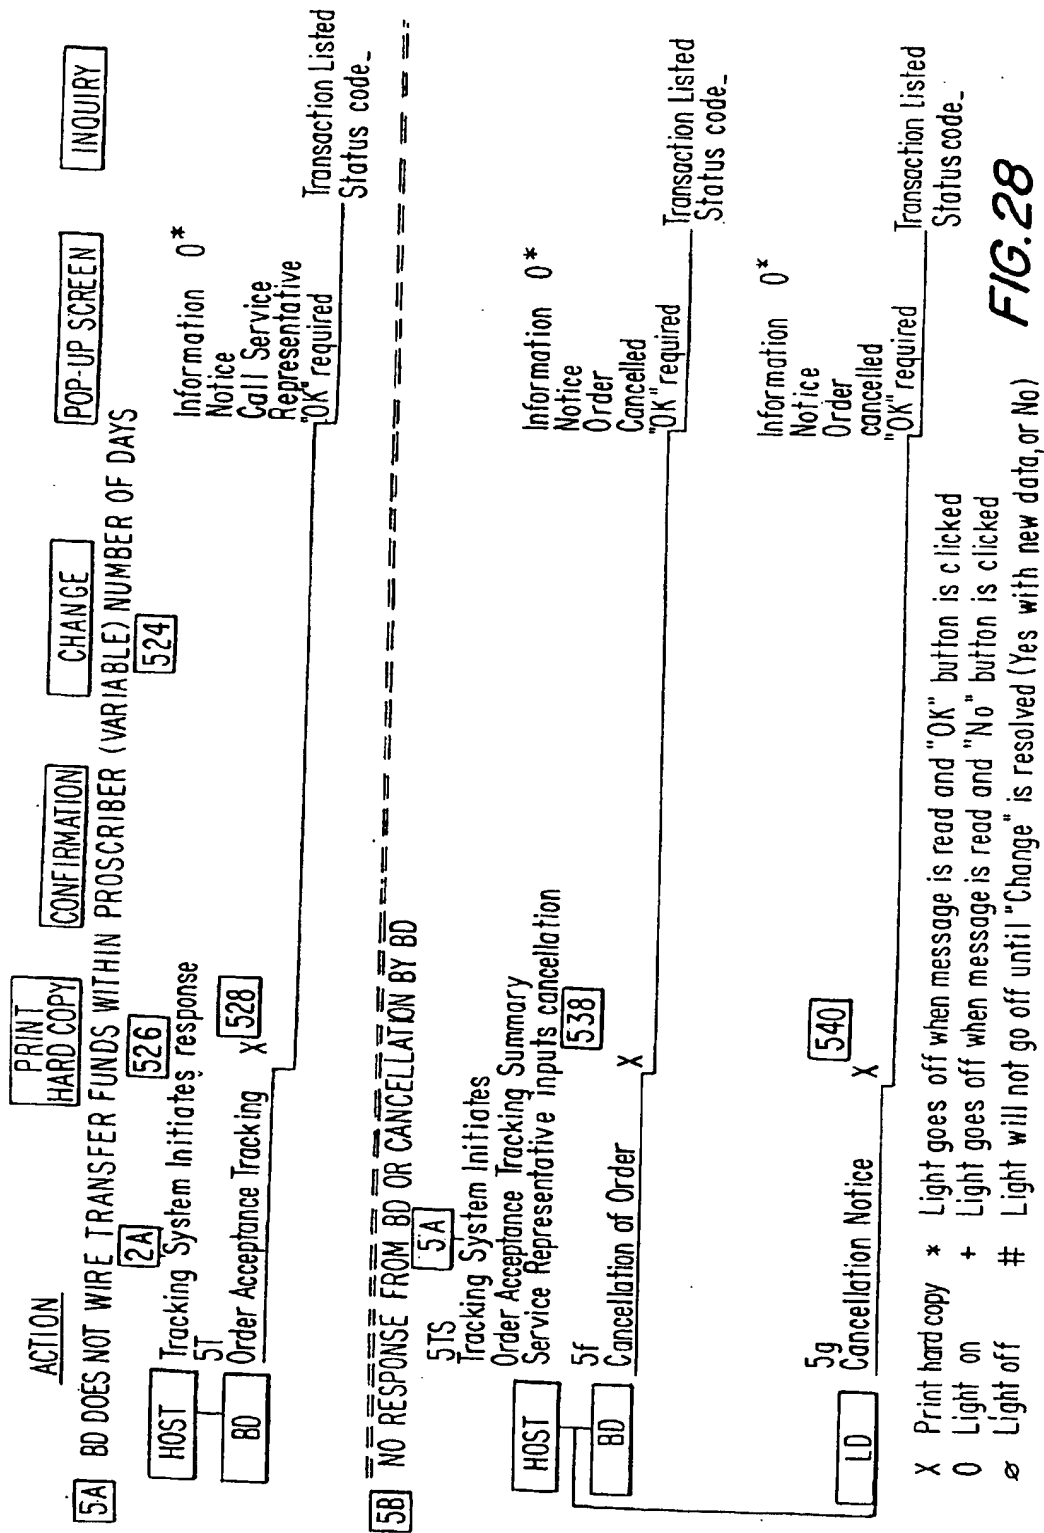 ACTION
PRINT
HARD COPY
CONFIRMATION
CHANGE
POP-UP SCREEN
INQUIRY
5A BD DOES NOT WIRE TRANSFER FUNDS WITHIN PROSCRIBER (VARIABLE) NUMBER OF DAYS
2A
526
524
HOST
Tracking System Initiates response
5T
BD
Order Acceptance Tracking
X
528
Information O*
Notice
Call Service
Representative
"OK" required
Transaction Listed
Status code_
5B NO RESPONSE FROM BD OR CANCELLATION BY BD
5A
5TS
Tracking System Initiates
Order Acceptance Tracking Summary
Service Representative inputs cancellation
HOST
538
5f
BD
Cancellation of Order
X
Information O*
Notice
Order
Cancelled
"OK" required
Transaction Listed
Status code_
540
5g
LD
Cancellation Notice
X
Information O*
Notice
Order
cancelled
"OK" required
Transaction Listed
Status code_
X Print hard copy * Light goes off when message is read and "OK" button is clicked
O Light on + Light goes off when message is read and "No" button is clicked
ø Light off # Light will not go off until "Change" is resolved (Yes with new data, or No)
FIG.28